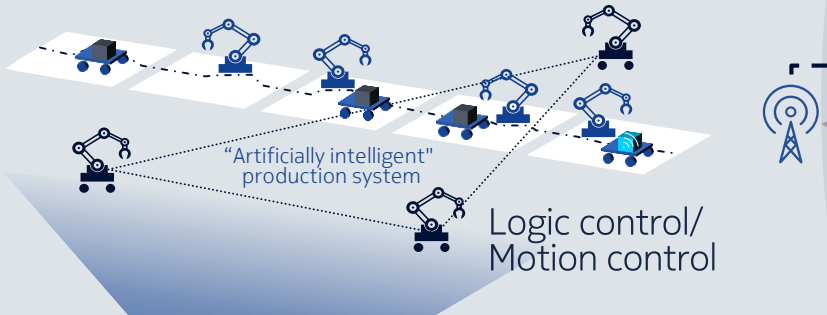 “Artificially intelligent"
production system
Logic control/
Motion control